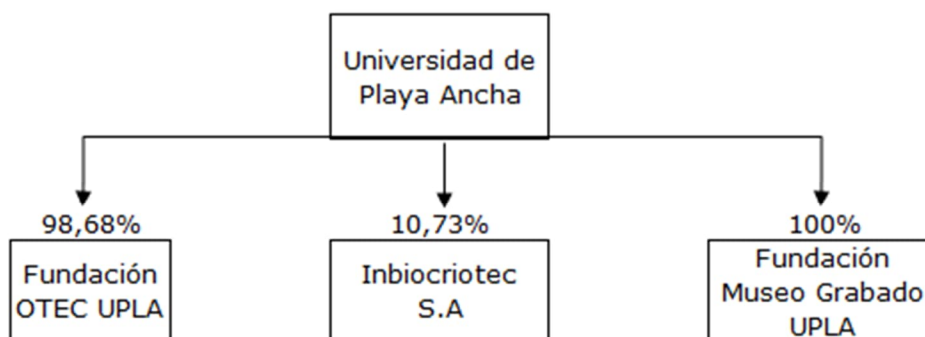 Universidad de
Playa Ancha
98,68%
10,73%
100%
Fundación
OTEC UPLA
Inbiocriotec
S.A
Fundación
Museo Grabado
UPLA